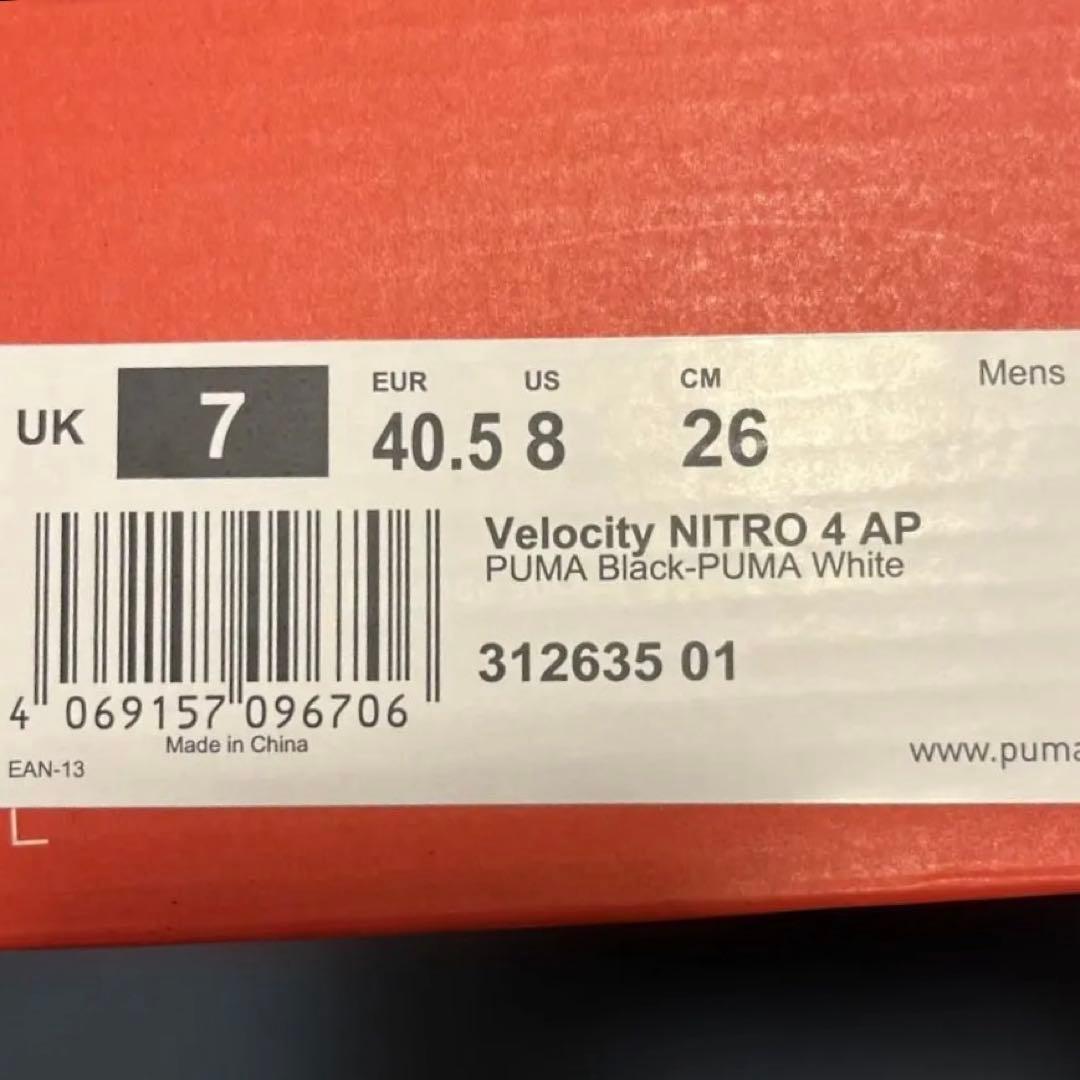 EUR US CM Mens
UK 7 40.5 8 26
Velocity NITRO 4 AP
PUMA Black-PUMA White
312635 01
4 069157 096706
Made in China
EAN-13
www.puma